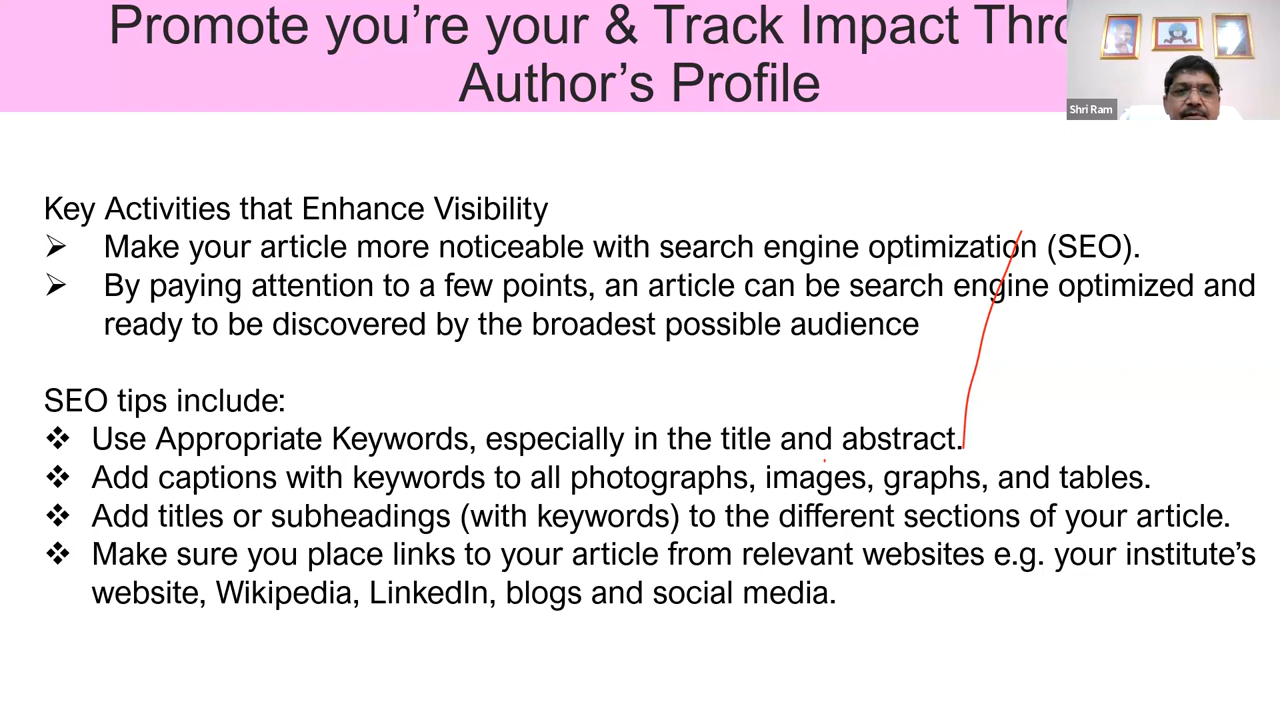 Promote you’re your & Track Impact Thro
Author’s Profile
Shri Ram
Key Activities that Enhance Visibility
➢ Make your article more noticeable with search engine optimization (SEO).
➢ By paying attention to a few points, an article can be search engine optimized and
ready to be discovered by the broadest possible audience
SEO tips include:
❖ Use Appropriate Keywords, especially in the title and abstract.
❖ Add captions with keywords to all photographs, images, graphs, and tables.
❖ Add titles or subheadings (with keywords) to the different sections of your article.
❖ Make sure you place links to your article from relevant websites e.g. your institute’s
website, Wikipedia, LinkedIn, blogs and social media.